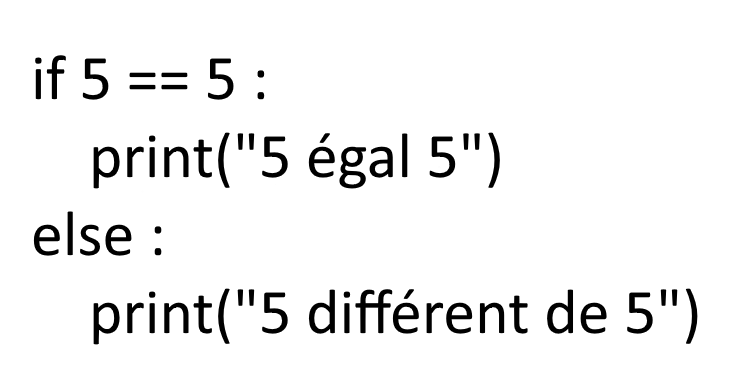 if 5 == 5 :
    print("5 égal 5")
else :
    print("5 différent de 5")